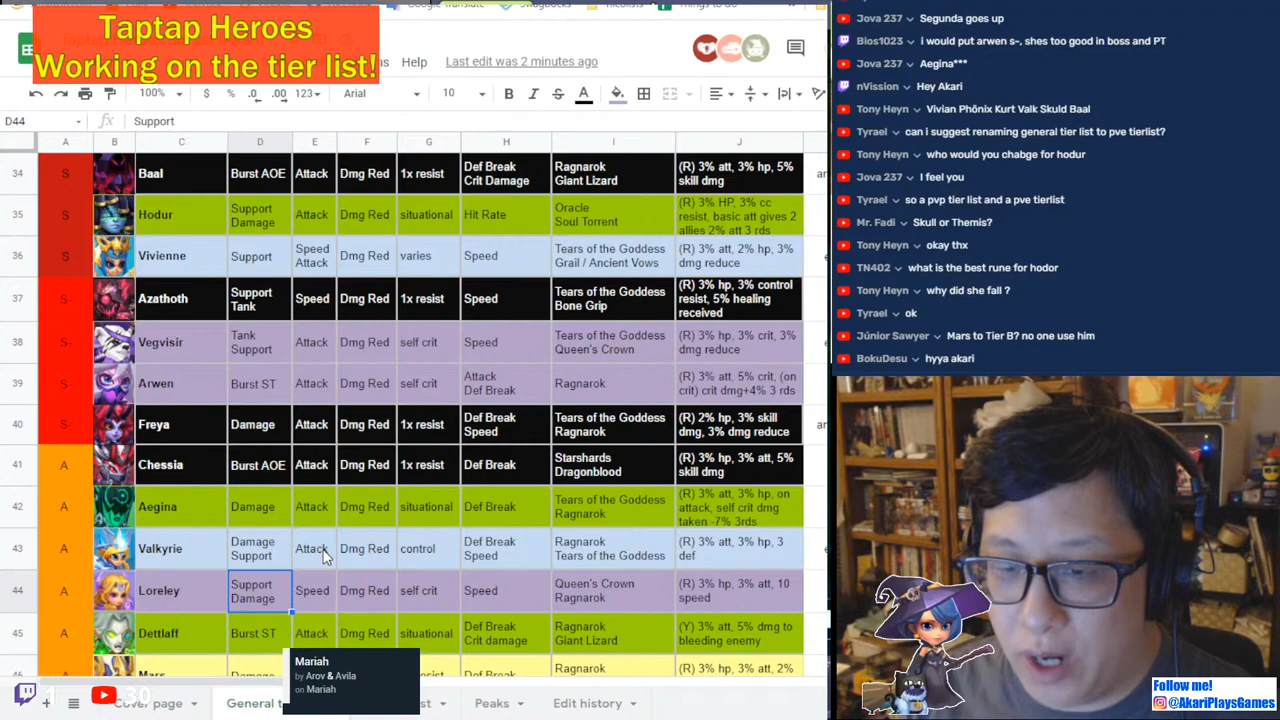 Taptap Heroes
Working on the tier list!
Help
Last edit was 2 minutes ago
100%
$
%
.0
.00
123
Arial
10
B
I
S
A
D44
fx
Support
A
B
C
D
E
F
G
H
I
J
34
S
Baal
Burst AOE
Attack
Dmg Red
1x resist
Def Break
Crit Damage
Ragnarok
Giant Lizard
(R) 3% att, 3% hp, 5%
skill dmg
35
S
Hodur
Support
Damage
Attack
Dmg Red
situational
Hit Rate
Oracle
Soul Torrent
(R) 3% HP, 3% cc
resist, basic att gives 2
allies 2% att 3 rds
36
S
Vivienne
Support
Speed
Attack
Dmg Red
varies
Speed
Tears of the Goddess
Grail / Ancient Vows
(R) 3% att, 2% hp, 3%
dmg reduce
37
S-
Azathoth
Support
Tank
Speed
Dmg Red
1x resist
Speed
Tears of the Goddess
Bone Grip
(R) 3% hp, 3% control
resist, 5% healing
received
38
S-
Vegvisir
Tank
Support
Attack
Dmg Red
self crit
Speed
Tears of the Goddess
Queen's Crown
(R) 3% hp, 3% crit, 3%
dmg reduce
39
S-
Arwen
Burst ST
Attack
Dmg Red
self crit
Attack
Def Break
Ragnarok
(R) 3% att, 5% crit, (on
crit) crit dmg+4% 3 rds
40
S-
Freya
Damage
Attack
Dmg Red
1x resist
Def Break
Speed
Tears of the Goddess
Ragnarok
(R) 2% hp, 3% skill
dmg, 3% dmg reduce
41
A
Chessia
Burst AOE
Attack
Dmg Red
1x resist
Def Break
Starshards
Dragonblood
(R) 3% att, 3% hp, 5%
skill dmg
42
A
Aegina
Damage
Attack
Dmg Red
situational
Def Break
Tears of the Goddess
Ragnarok
(R) 3% att, 3% hp, on
attack, self crit dmg
taken -7% 3rds
43
A
Valkyrie
Damage
Support
Attack
Dmg Red
control
Def Break
Speed
Ragnarok
Tears of the Goddess
(R) 3% att, 3% hp, 3
def
44
A
Loreley
Support
Damage
Speed
Dmg Red
self crit
Speed
Queen's Crown
Ragnarok
(R) 3% hp, 3% att, 10
speed
45
A
Dettlaff
Burst ST
Attack
Dmg Red
situational
Def Break
Crit damage
Ragnarok
Giant Lizard
(Y) 3% att, 5% dmg to
bleeding enemy
46
A
Mars
Ragnarok
(R) 3% hp, 3% att, 2%
Mariah
by Arov & Avila
on Mariah
1
30
Cover page
General t
Peaks
Edit history
Jova 237 Segunda goes up
Bios1023 i would put arwen s-, shes too good in boss and PT
Jova 237 Aegina***
nVission Hey Akari
Tony Heyn Vivian Phönix Kurt Valk Skuld Baal
Tyrael can i suggest renaming general tier list to pve tierlist?
Tony Heyn who would you chabge for hodur
Jova 237 I feel you
Tyrael so a pvp tier list and a pve tierlist
Mr. Fadi Skull or Themis?
Tony Heyn okay thx
TN402 what is the best rune for hodor
Tony Heyn why did she fall ?
Tyrael ok
Júnior Sawyer Mars to Tier B? no one use him
BokuDesu hyya akari
Follow me!
@AkariPlaysGames